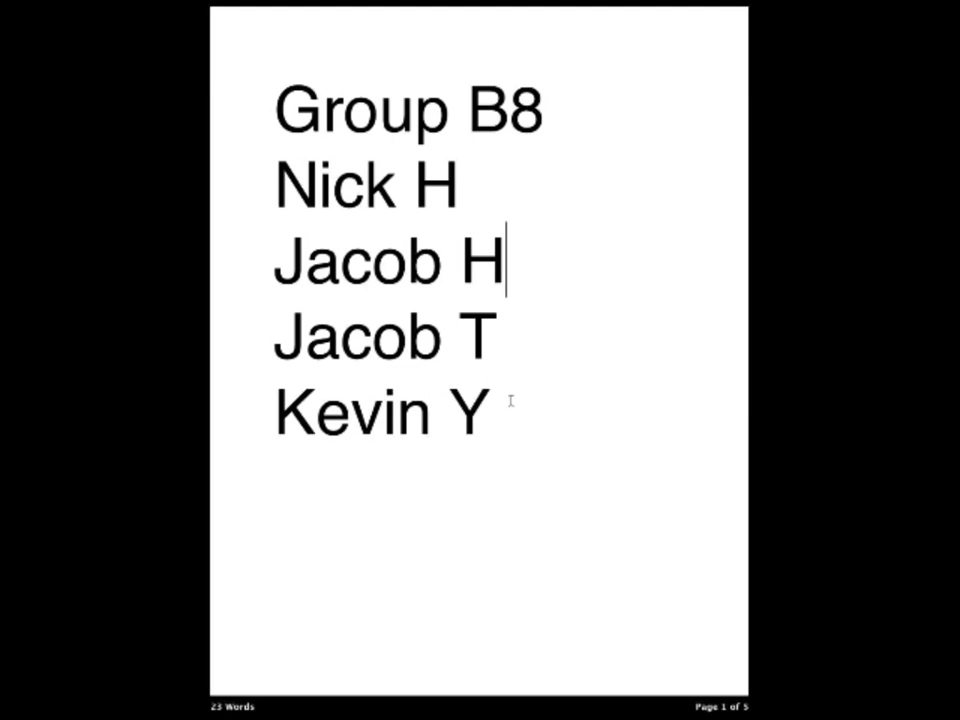 Group B8
Nick H
Jacob H
Jacob T
Kevin Y
23 Words
Page 1 of 5